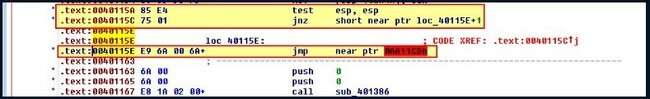 .text:0040115A 85 E4 test esp, esp
.text:0040115C 75 01 jnz short near ptr loc_40115E+1
.text:0040115E
.text:0040115E loc_40115E: ; CODE XREF: .text:0040115C↑j
.text:0040115E E9 6A 00 6A+ jmp near ptr
.text:00401163 ; ---------------------------------------------------------------
.text:00401163 6A 00 push 0
.text:00401165 6A 00 push 0
.text:00401167 E8 1A 02 00+ call sub_401386